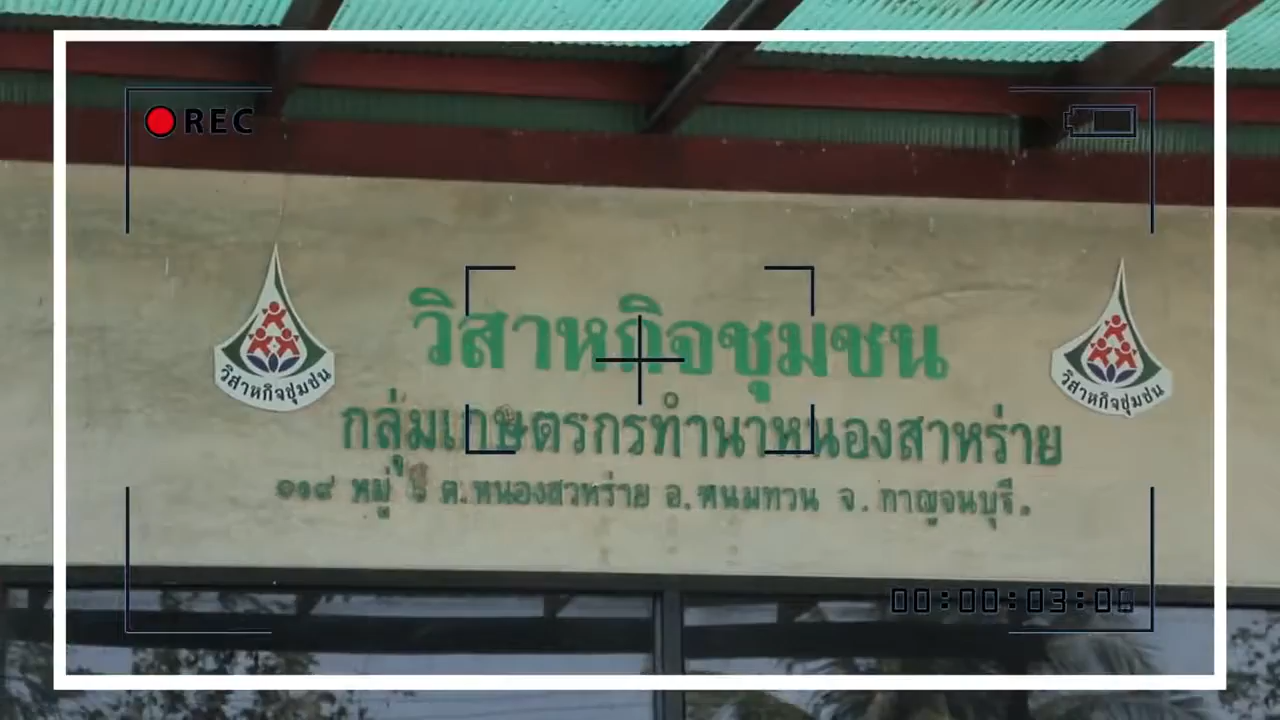 REC
วิสาหกิจชุมชน
วิสาหกิจชุมชน
วิสาหกิจชุมชน
กลุ่มเกษตรกรทำนาหนองสาหร่าย
๑๑๙ หมู่ ต.หนองสาหร่าย อ.พนมทวน จ.กาญจนบุรี.
00:00:03:06